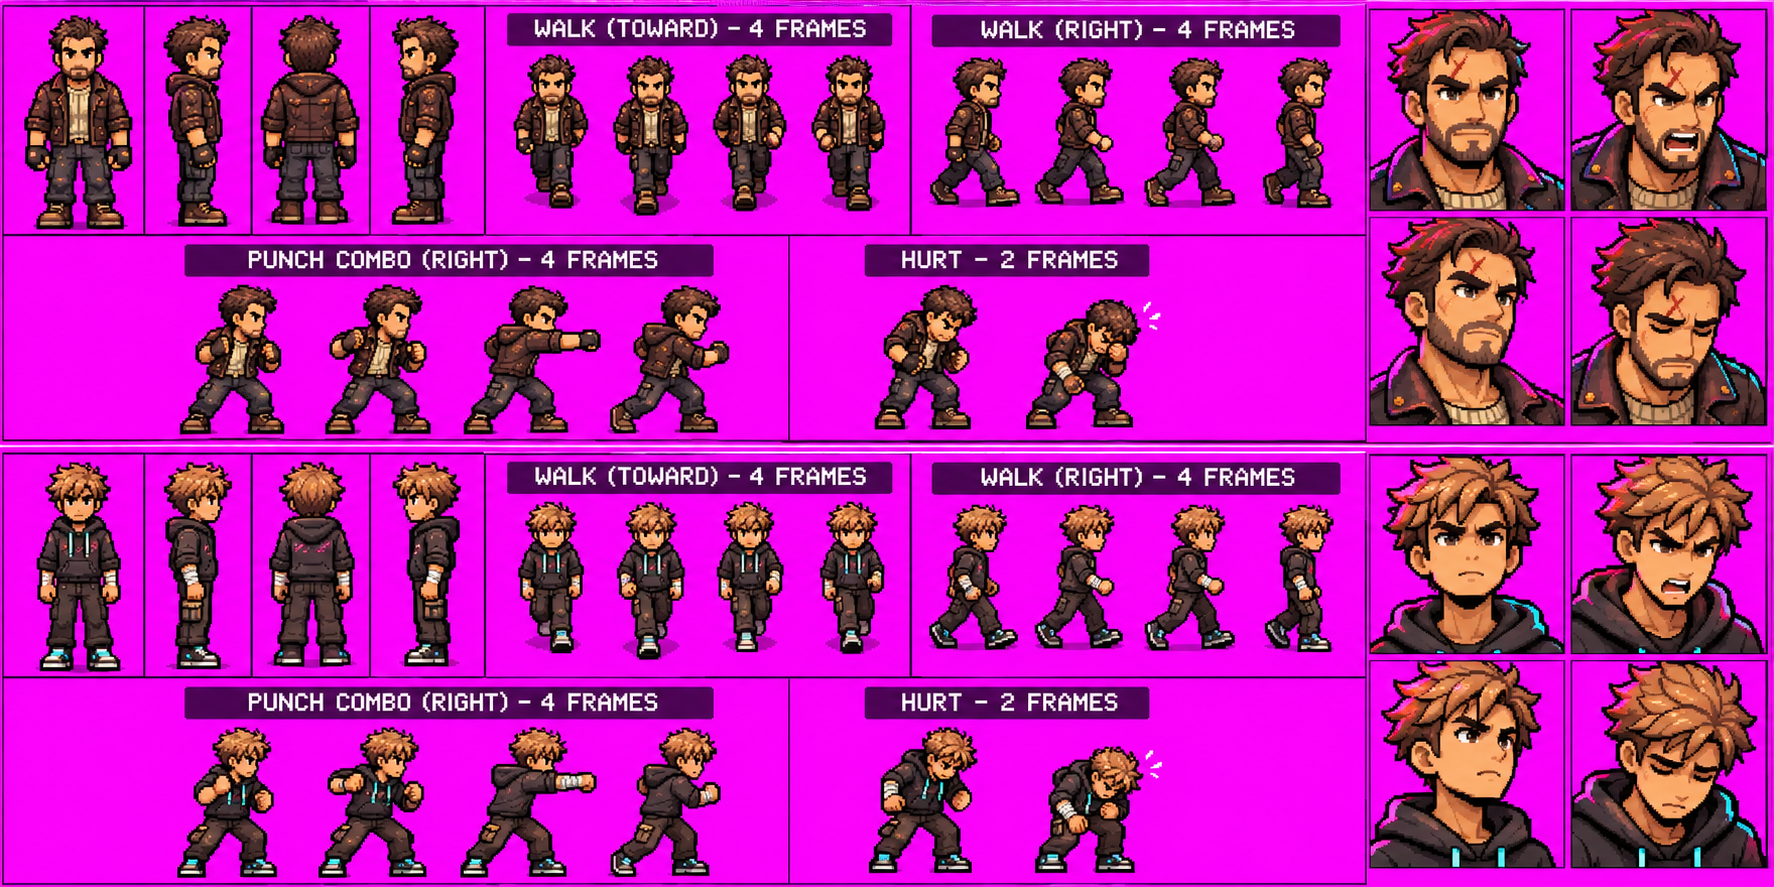 WALK (TOWARD) - 4 FRAMES
WALK (RIGHT) - 4 FRAMES
PUNCH COMBO (RIGHT) - 4 FRAMES
HURT - 2 FRAMES
WALK (TOWARD) - 4 FRAMES
WALK (RIGHT) - 4 FRAMES
PUNCH COMBO (RIGHT) - 4 FRAMES
HURT - 2 FRAMES